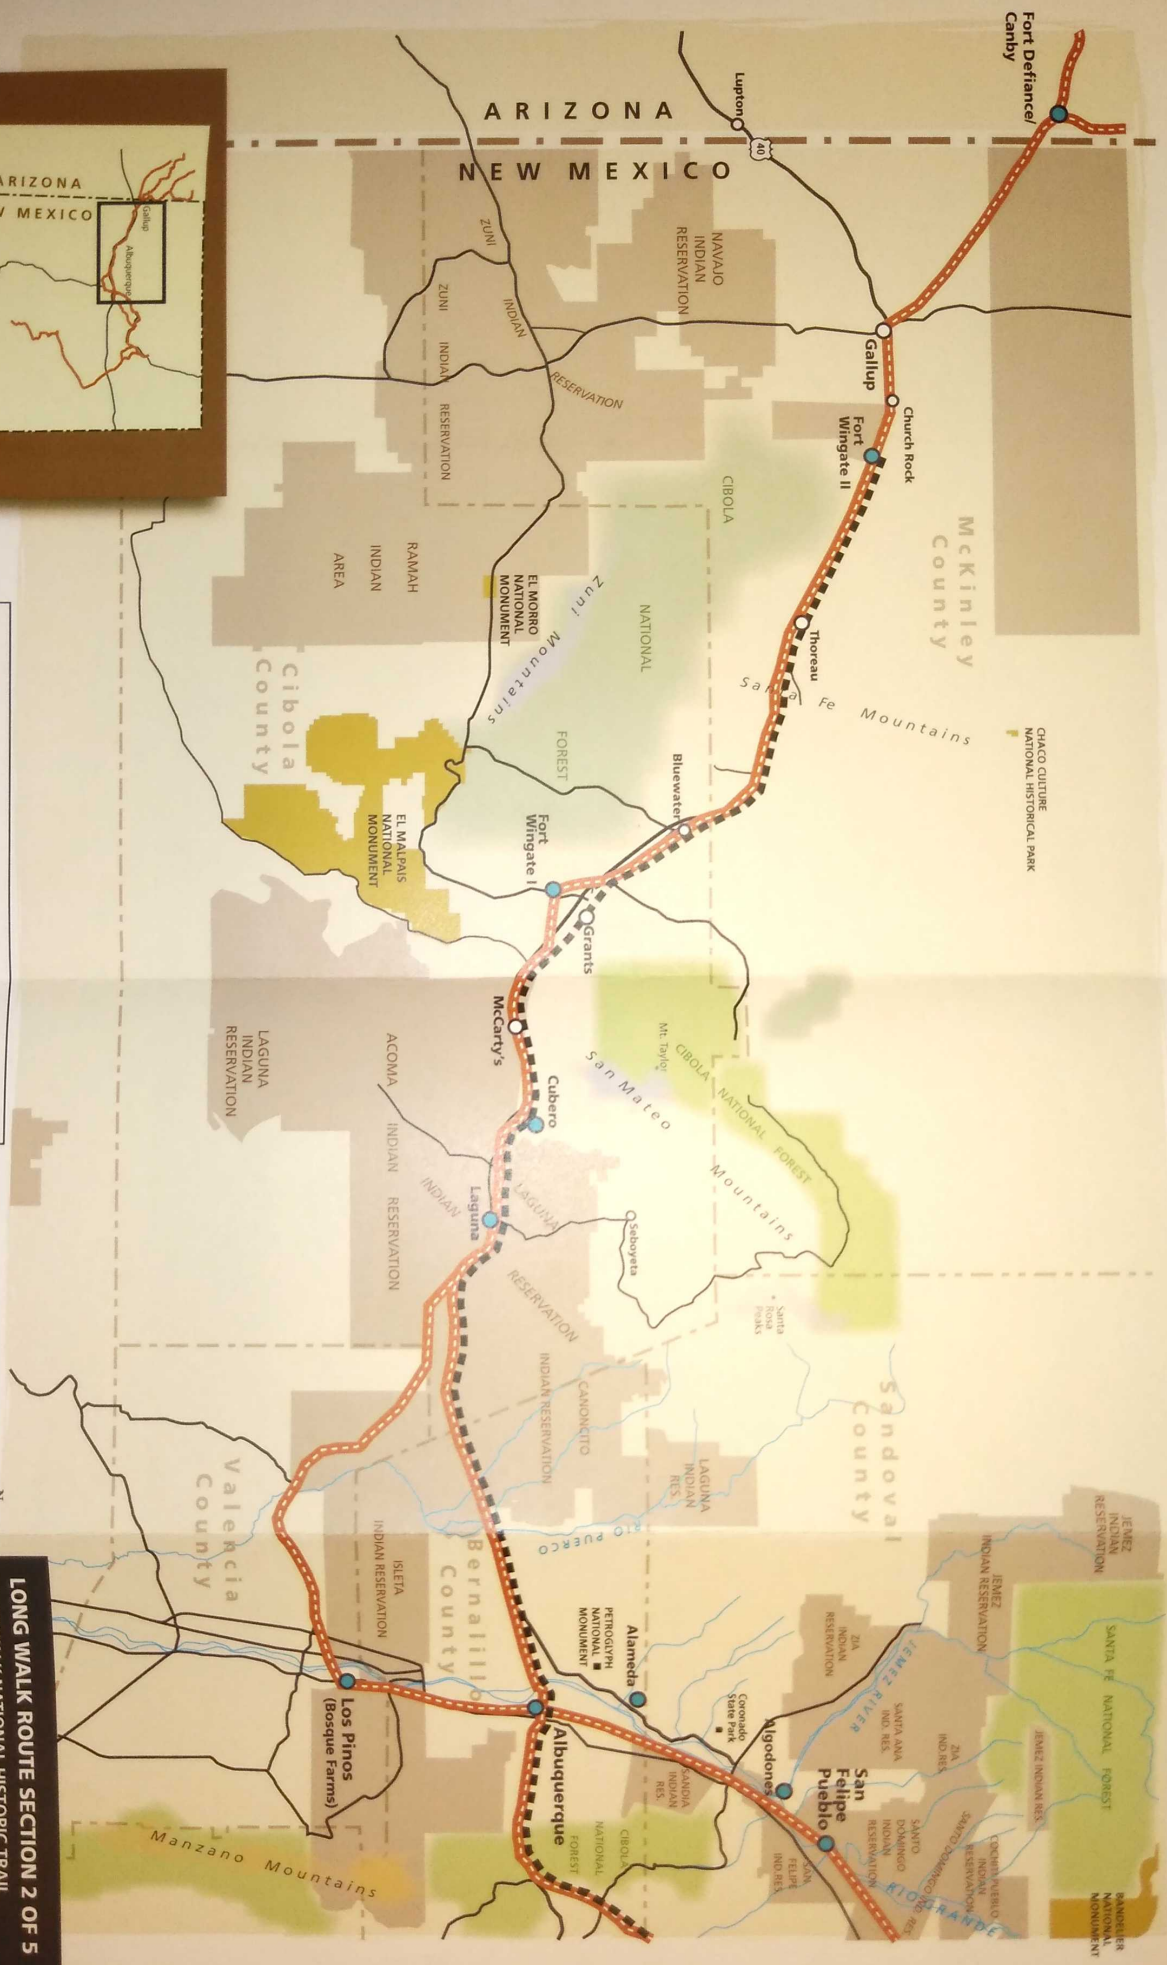 Fort Defiance/
Canby
ARIZONA
NEW MEXICO
Lupton
40
NAVAJO
INDIAN
RESERVATION
ZUNI
INDIAN
RESERVATION
ZUNI
INDIAN
RESERVATION
Gallup
Church Rock
Fort
Wingate II
McKinley
County
CIBOLA
NATIONAL
FOREST
RAMAH
INDIAN
AREA
EL MORRO
NATIONAL
MONUMENT
Zuni Mountains
Thoreau
Santa Fe Mountains
CHACO CULTURE
NATIONAL HISTORICAL PARK
Cibola
County
Bluewater
Fort
Wingate I
EL MALPAIS
NATIONAL
MONUMENT
Grants
McCarty's
Cubero
Mt. Taylor
CIBOLA NATIONAL FOREST
San Mateo Mountains
LAGUNA
INDIAN
RESERVATION
ACOMA
INDIAN
RESERVATION
LAGUNA
INDIAN
RESERVATION
Laguna
Seboyeta
Santa
Rosa
Peaks
CANONCITO
INDIAN RESERVATION
LAGUNA
INDIAN
RES.
Sandoval
County
Valencia
County
Bernalillo
County
RIO PUERCO
ISLETA
INDIAN RESERVATION
JEMEZ
INDIAN
RESERVATION
JEMEZ
INDIAN RESERVATION
ZIA
INDIAN
RESERVATION
JEMEZ RIVER
SANTA FE NATIONAL FOREST
PETROGLYPH
NATIONAL
MONUMENT
Alameda
Coronado
State Park
SANTA ANA
IND. RES.
ZIA
IND.RES.
JEMEZ INDIAN RES.
Los Pinos
(Bosque Farms)
Albuquerque
Algodones
San
Felipe
Pueblo
SANDIA
INDIAN
RES.
SANTO
DOMINGO
INDIAN
RESERVATION
SANTO DOMINGO IND RES.
COCHITI PUEBLO
INDIAN
RESERVATION
SAN
FELIPE
IND.RES.
CIBOLA
NATIONAL
FOREST
Manzano Mountains
RIO GRANDE
BANDELIER
NATIONAL
MONUMENT
ARIZONA
MEXICO
Gallup
Albuquerque
LONG WALK ROUTE SECTION 2 OF 5
NATIONAL HISTORIC TRAIL